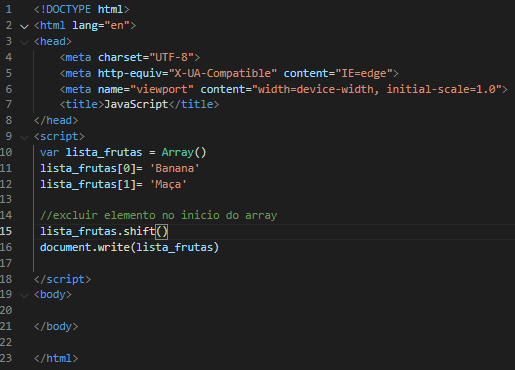 1 <!DOCTYPE html>
2 <html lang="en">
3 <head>
4     <meta charset="UTF-8">
5     <meta http-equiv="X-UA-Compatible" content="IE=edge">
6     <meta name="viewport" content="width=device-width, initial-scale=1.0">
7     <title>JavaScript</title>
8 </head>
9 <script>
10  var lista_frutas = Array()
11  lista_frutas[0]= 'Banana'
12  lista_frutas[1]= 'Maça'
13
14  //excluir elemento no inicio do array
15  lista_frutas.shift()
16  document.write(lista_frutas)
17
18 </script>
19 <body>
20
21 </body>
22
23 </html>